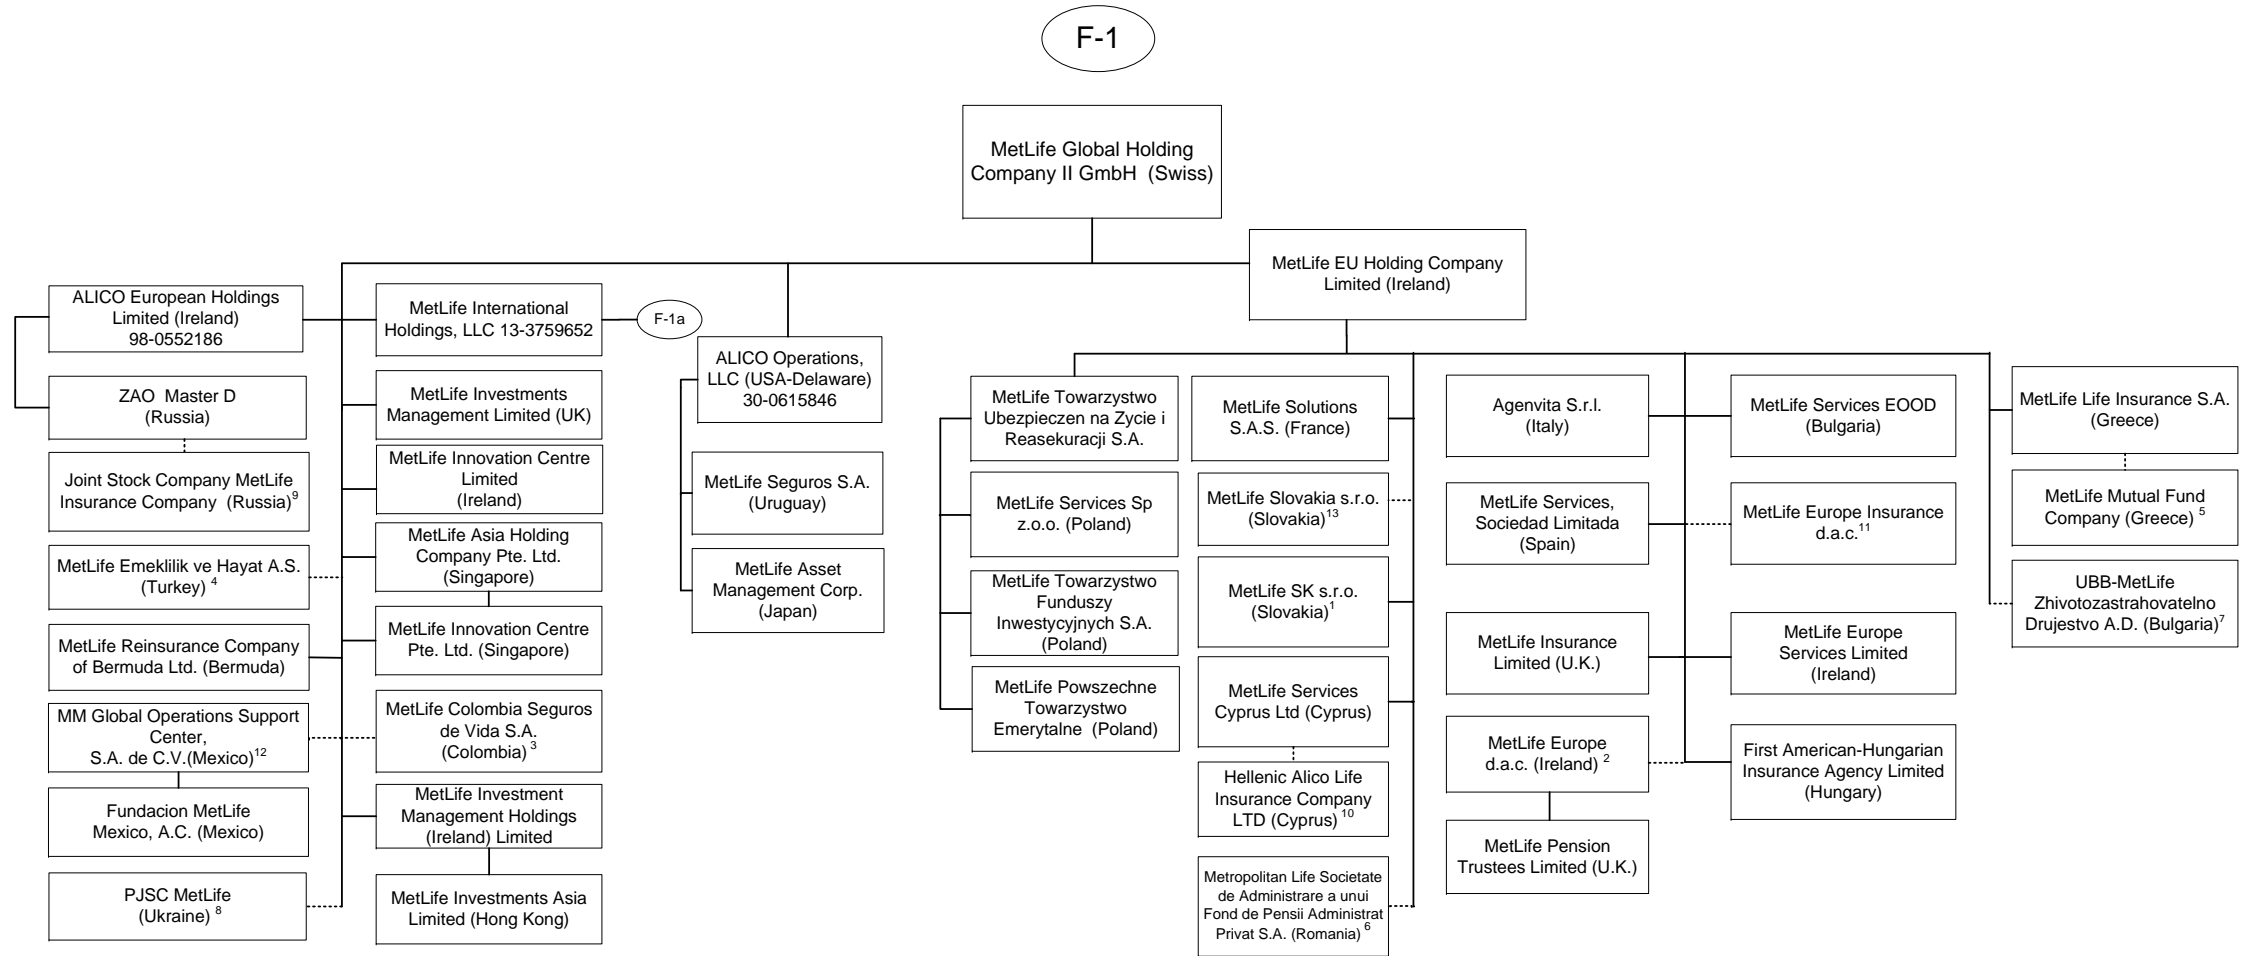 F-1
MetLife Global Holding
Company II GmbH (Swiss)
MetLife EU Holding Company
Limited (Ireland)
ALICO European Holdings
Limited (Ireland)
98-0552186
ZAO Master D
(Russia)
Joint Stock Company MetLife
Insurance Company (Russia)9
MetLife Emeklilik ve Hayat A.S.
(Turkey) 4
MetLife Reinsurance Company
of Bermuda Ltd. (Bermuda)
MM Global Operations Support
Center,
S.A. de C.V.(Mexico)12
Fundacion MetLife
Mexico, A.C. (Mexico)
PJSC MetLife
(Ukraine) 8
MetLife International
Holdings, LLC 13-3759652
F-1a
MetLife Investments
Management Limited (UK)
MetLife Innovation Centre
Limited
(Ireland)
MetLife Asia Holding
Company Pte. Ltd.
(Singapore)
MetLife Innovation Centre
Pte. Ltd. (Singapore)
MetLife Colombia Seguros
de Vida S.A.
(Colombia) 3
MetLife Investment
Management Holdings
(Ireland) Limited
MetLife Investments Asia
Limited (Hong Kong)
ALICO Operations,
LLC (USA-Delaware)
30-0615846
MetLife Seguros S.A.
(Uruguay)
MetLife Asset
Management Corp.
(Japan)
MetLife Towarzystwo
Ubezpieczen na Zycie i
Reasekuracji S.A.
MetLife Services Sp
z.o.o. (Poland)
MetLife Towarzystwo
Funduszy
Inwestycyjnych S.A.
(Poland)
MetLife Powszechne
Towarzystwo
Emerytalne (Poland)
MetLife Solutions
S.A.S. (France)
MetLife Slovakia s.r.o.
(Slovakia)13
MetLife SK s.r.o.
(Slovakia)1
MetLife Services
Cyprus Ltd (Cyprus)
Hellenic Alico Life
Insurance Company
LTD (Cyprus) 10
Metropolitan Life Societate
de Administrare a unui
Fond de Pensii Administrat
Privat S.A. (Romania) 6
Agenvita S.r.l.
(Italy)
MetLife Services,
Sociedad Limitada
(Spain)
MetLife Insurance
Limited (U.K.)
MetLife Europe
d.a.c. (Ireland) 2
MetLife Pension
Trustees Limited (U.K.)
MetLife Services EOOD
(Bulgaria)
MetLife Europe Insurance
d.a.c.11
MetLife Europe
Services Limited
(Ireland)
First American-Hungarian
Insurance Agency Limited
(Hungary)
MetLife Life Insurance S.A.
(Greece)
MetLife Mutual Fund
Company (Greece) 5
UBB-MetLife
Zhivotozastrahovatelno
Drujestvo A.D. (Bulgaria)7